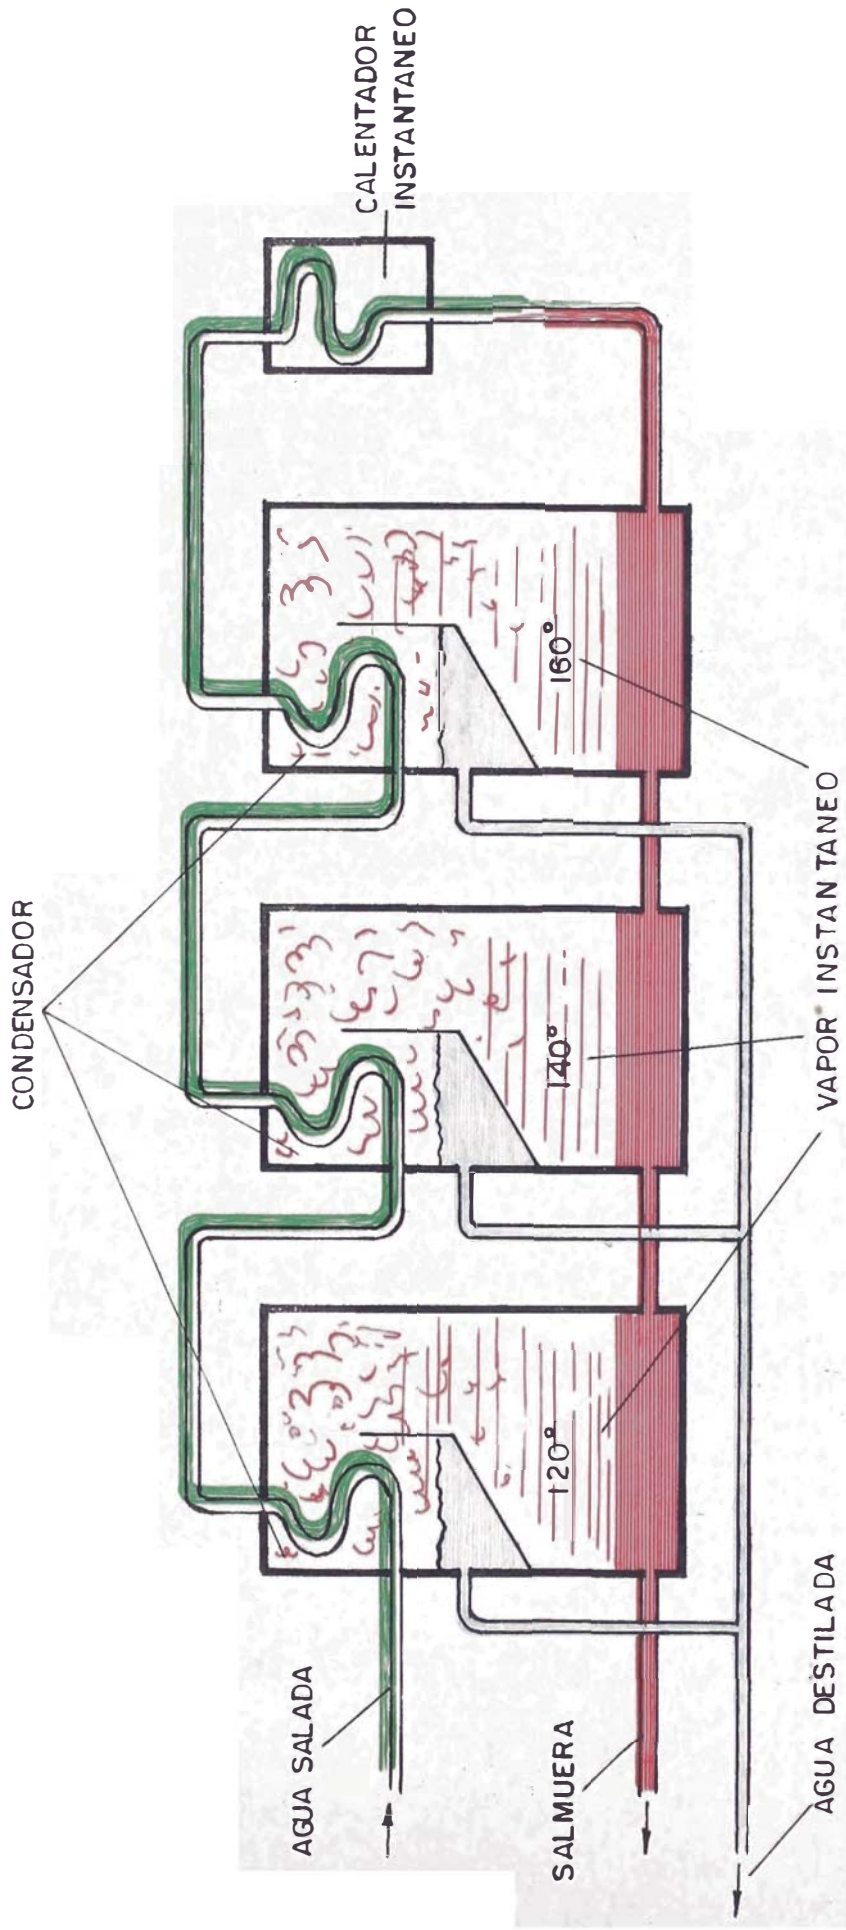 CONDENSADOR
CALENTADOR
INSTANTANEO
AGUA SALADA
120°
140°
160°
SALMUERA
VAPOR INSTANTANEO
AGUA DESTILADA